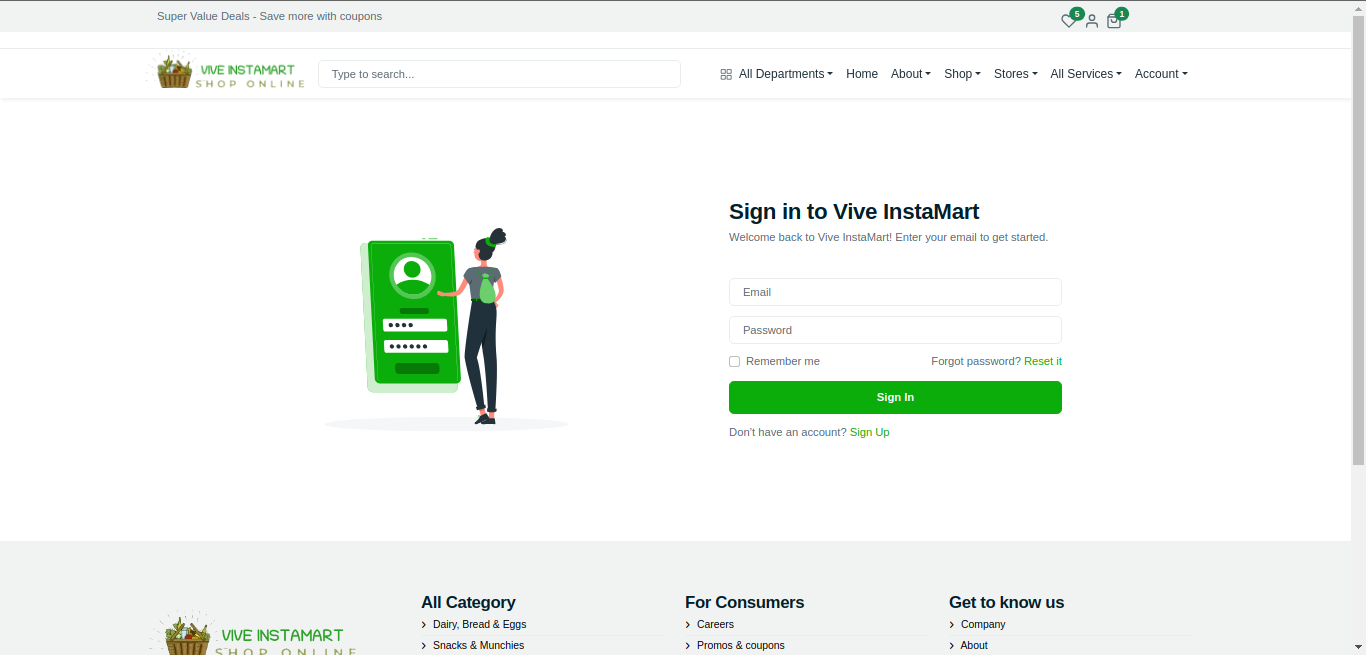 Super Value Deals - Save more with coupons
5
1
VIVE INSTAMART
SHOP ONLINE
Type to search...
All Departments
Home
About
Shop
Stores
All Services
Account
Sign in to Vive InstaMart
Welcome back to Vive InstaMart! Enter your email to get started.
Email
Password
Remember me
Forgot password? Reset it
Sign In
Don't have an account? Sign Up
VIVE INSTAMART
SHOP ONLINE
All Category
Dairy, Bread & Eggs
Snacks & Munchies
For Consumers
Careers
Promos & coupons
Get to know us
Company
About